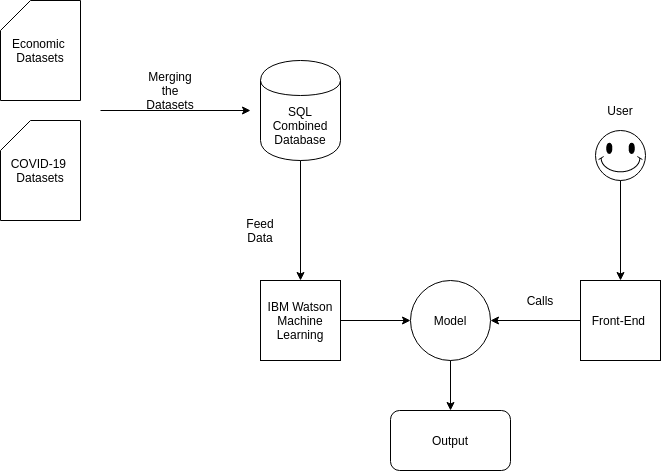 Economic
Datasets
COVID-19
Datasets
Merging
the
Datasets
SQL
Combined
Database
User
Feed
Data
IBM Watson
Machine
Learning
Model
Calls
Front-End
Output